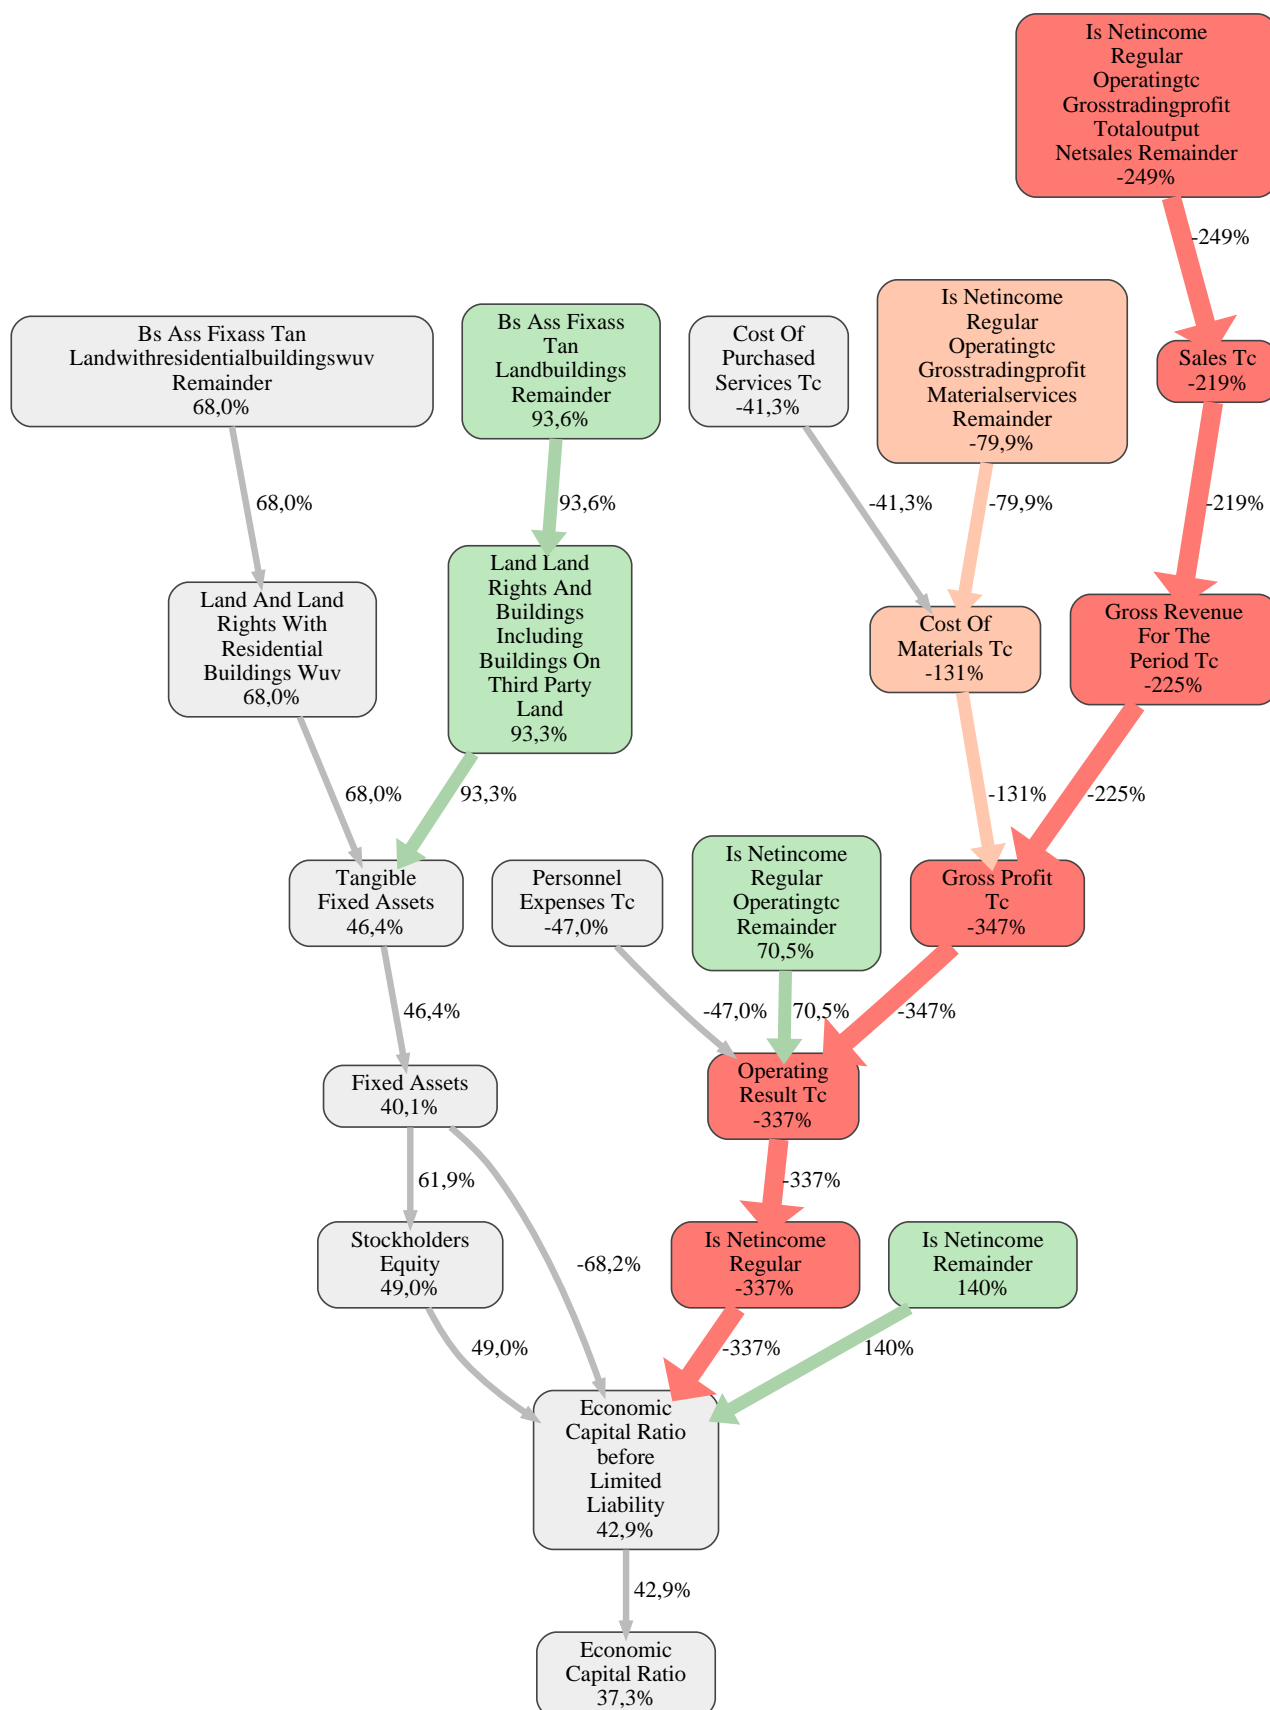 Is Netincome
Regular
Operatingtc
Grosstradingprofit
Totaloutput
Netsales Remainder
-249%
-249%
Bs Ass Fixass Tan
Landwithresidentialbuildingswuv
Remainder
68,0%
Bs Ass Fixass
Tan
Landbuildings
Remainder
93,6%
Cost Of
Purchased
Services Tc
-41,3%
Is Netincome
Regular
Operatingtc
Grosstradingprofit
Materialservices
Remainder
-79,9%
Sales Tc
-219%
68,0%
93,6%
-41,3%
-79,9%
-219%
Land And Land
Rights With
Residential
Buildings Wuv
68,0%
Land Land
Rights And
Buildings
Including
Buildings On
Third Party
Land
93,3%
Cost Of
Materials Tc
-131%
Gross Revenue
For The
Period Tc
-225%
68,0%
93,3%
-131%
-225%
Tangible
Fixed Assets
46,4%
Personnel
Expenses Tc
-47,0%
Is Netincome
Regular
Operatingtc
Remainder
70,5%
Gross Profit
Tc
-347%
46,4%
-47,0%
70,5%
-347%
Fixed Assets
40,1%
Operating
Result Tc
-337%
61,9%
-68,2%
-337%
Stockholders
Equity
49,0%
Is Netincome
Regular
-337%
Is Netincome
Remainder
140%
49,0%
-337%
140%
Economic
Capital Ratio
before
Limited
Liability
42,9%
42,9%
Economic
Capital Ratio
37,3%